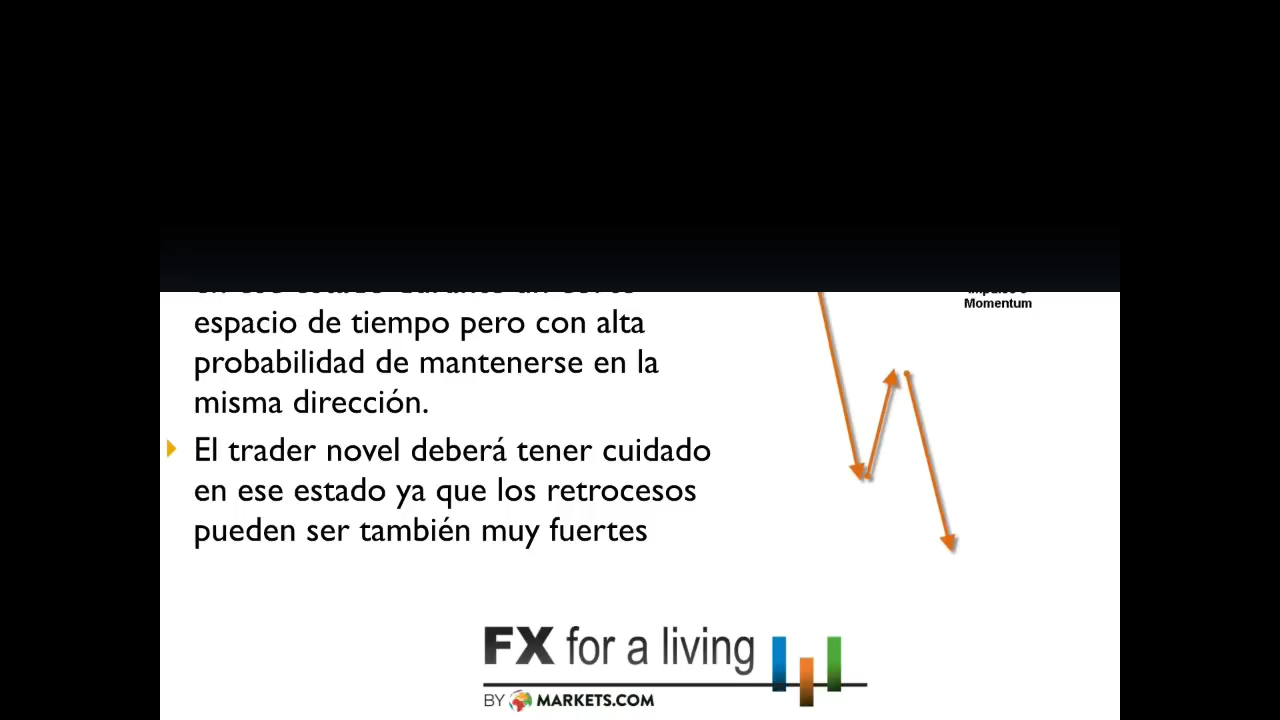 espacio de tiempo pero con alta
probabilidad de mantenerse en la
misma dirección.
El trader novel deberá tener cuidado
en ese estado ya que los retrocesos
pueden ser también muy fuertes
Momentum
FX for a living
BY MARKETS.COM